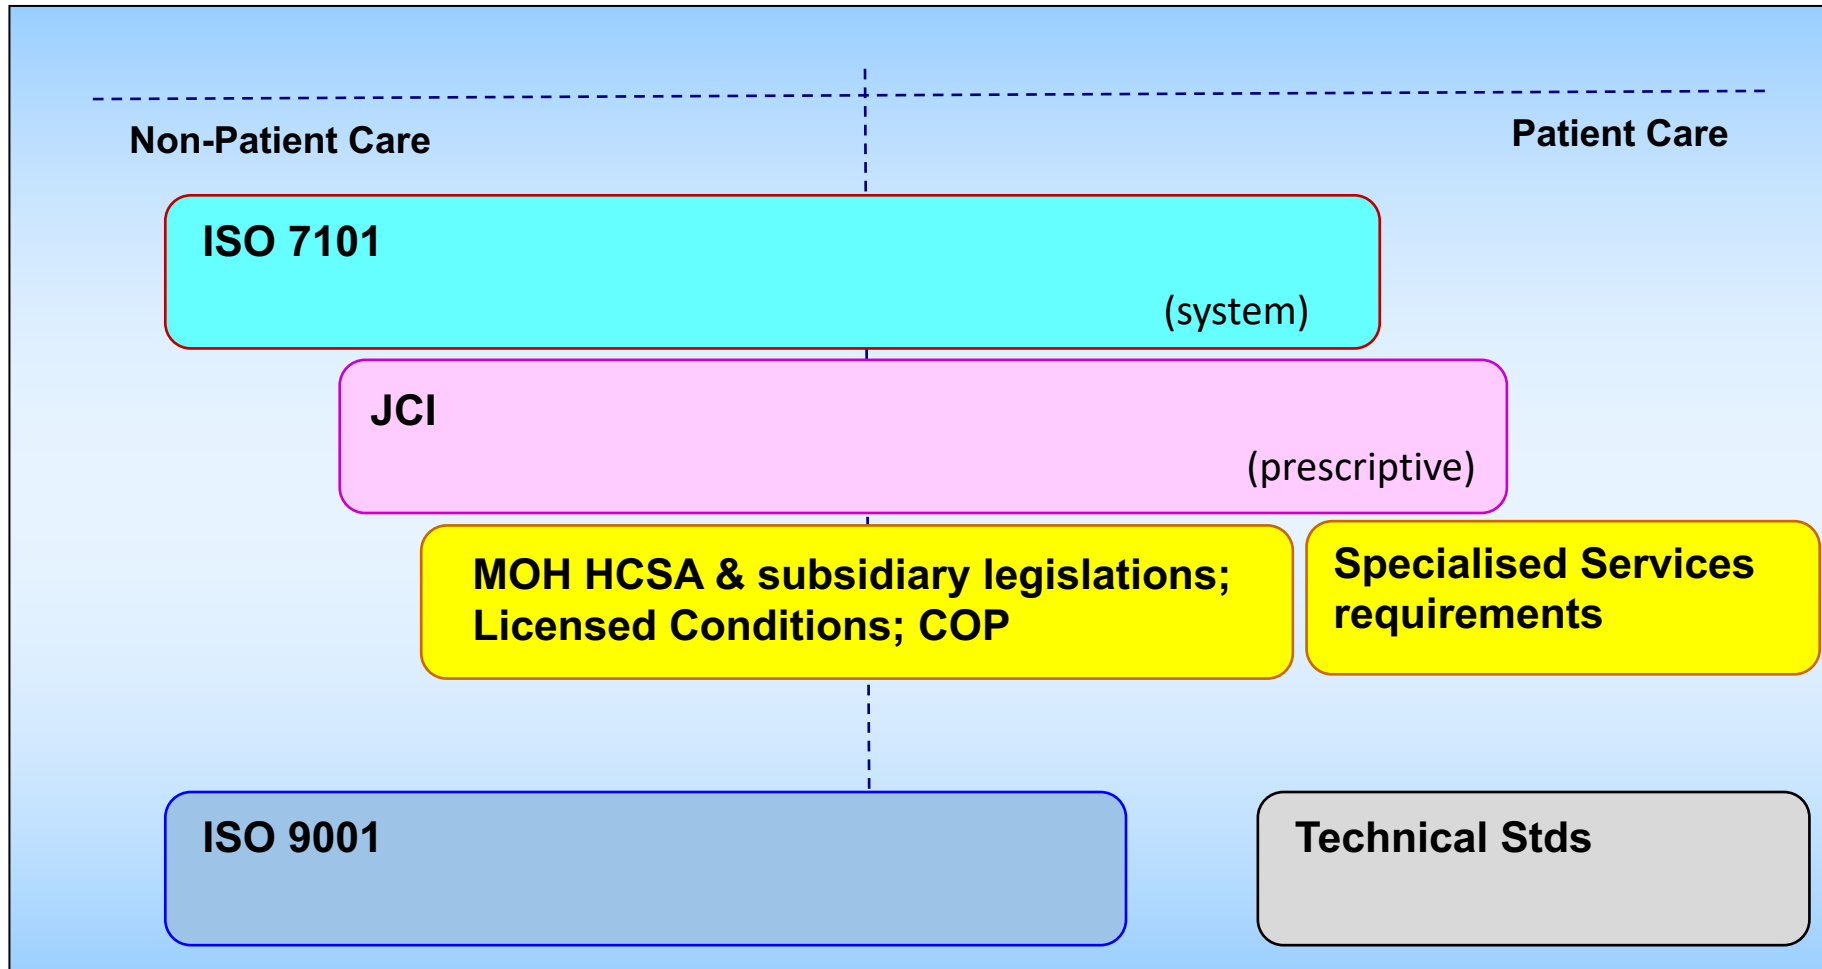 Non-Patient Care
Patient Care
ISO 7101
(system)
JCI
(prescriptive)
MOH HCSA & subsidiary legislations;
Licensed Conditions; COP
Specialised Services
requirements
ISO 9001
Technical Stds